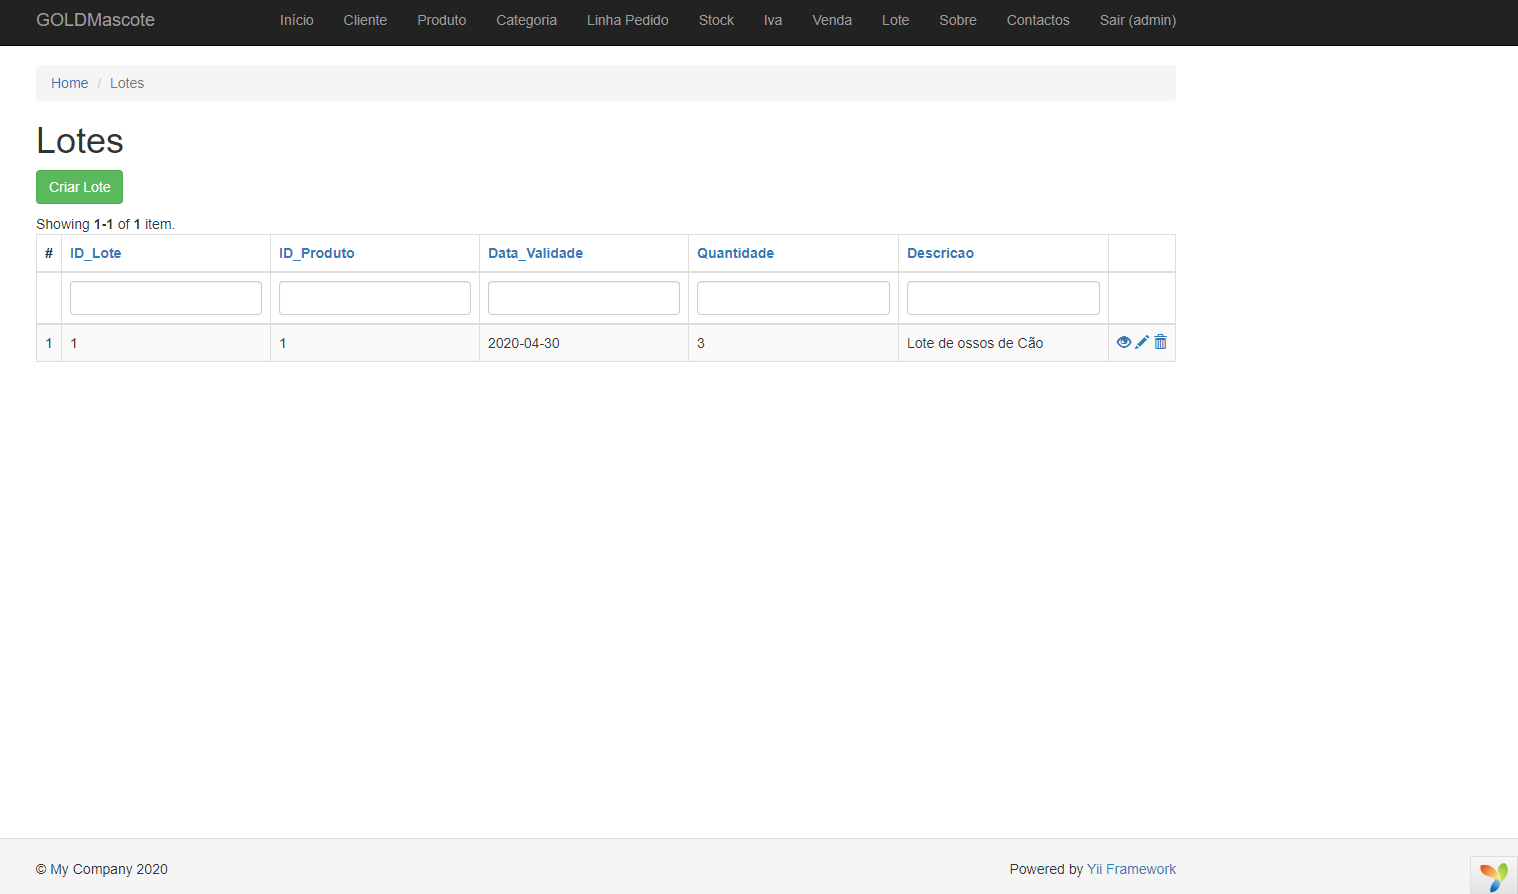 GOLDMascote Início Cliente Produto Categoria Linha Pedido Stock Iva Venda Lote Sobre Contactos Sair (admin)
Home / Lotes
Lotes
Criar Lote
Showing 1-1 of 1 item.
# ID_Lote ID_Produto Data_Validade Quantidade Descricao
1 1 1 2020-04-30 3 Lote de ossos de Cão
© My Company 2020 Powered by Yii Framework